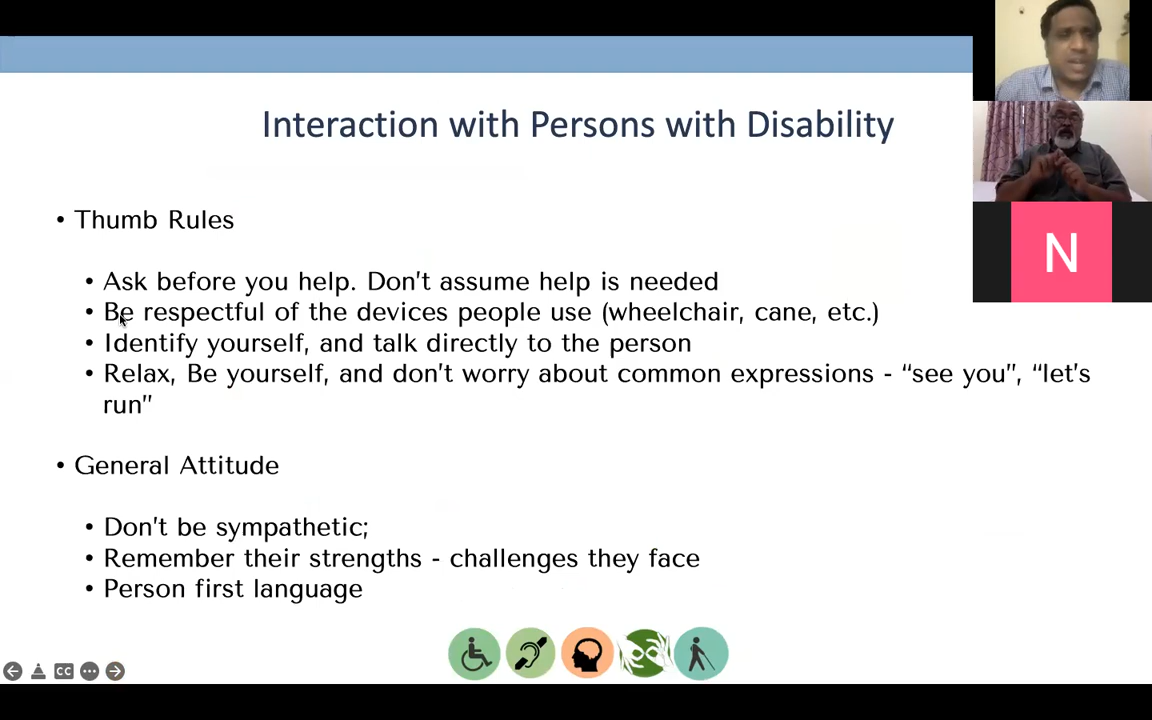 Interaction with Persons with Disability
• Thumb Rules
• Ask before you help. Don't assume help is needed
• Be respectful of the devices people use (wheelchair, cane, etc.)
• Identify yourself, and talk directly to the person
• Relax, Be yourself, and don't worry about common expressions - “see you”, “let's
run”
• General Attitude
• Don't be sympathetic;
• Remember their strengths - challenges they face
• Person first language
N
CC